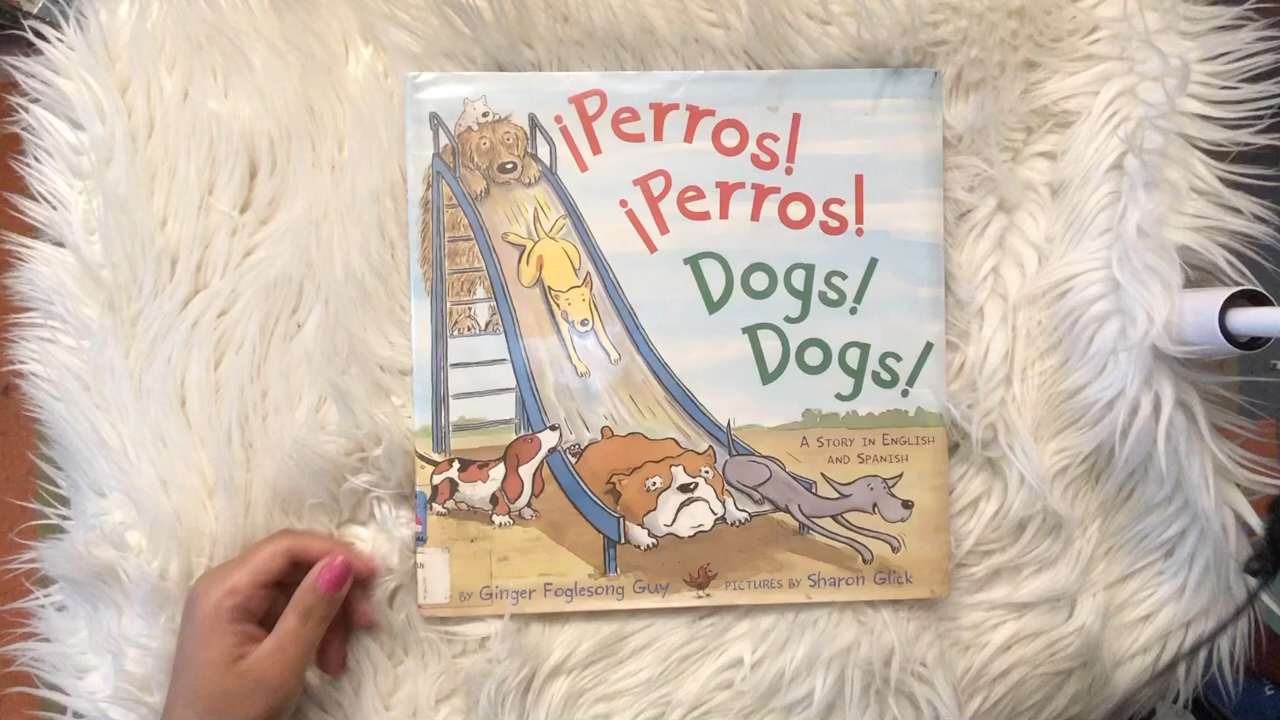 ¡Perros!
¡Perros!
Dogs!
Dogs!
A Story in English
and Spanish
by Ginger Foglesong Guy
pictures by Sharon Glick